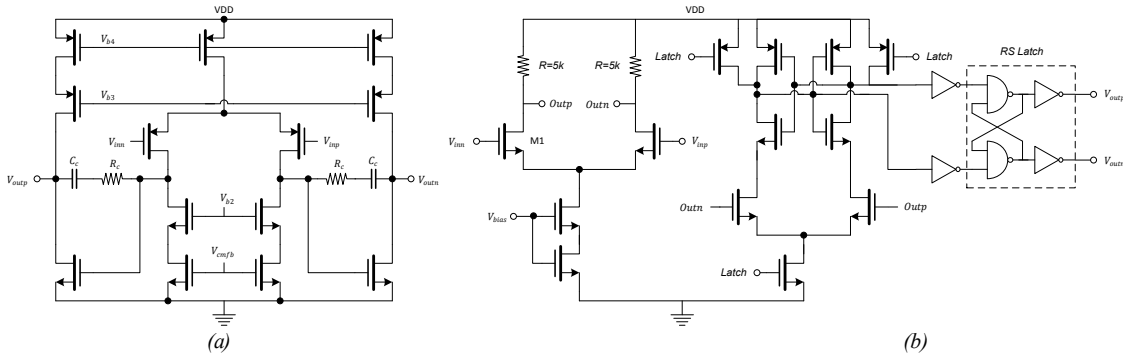 VDD
V_b4
V_b3
V_inn
V_inp
C_c
R_c
R_c
C_c
V_outp
V_outn
V_b2
V_cmfb
(a)
VDD
Latch
Latch
RS Latch
R=5k
R=5k
Outp
Outn
V_outp
V_inn
M1
V_inp
V_outn
V_bias
Outn
Outp
Latch
(b)